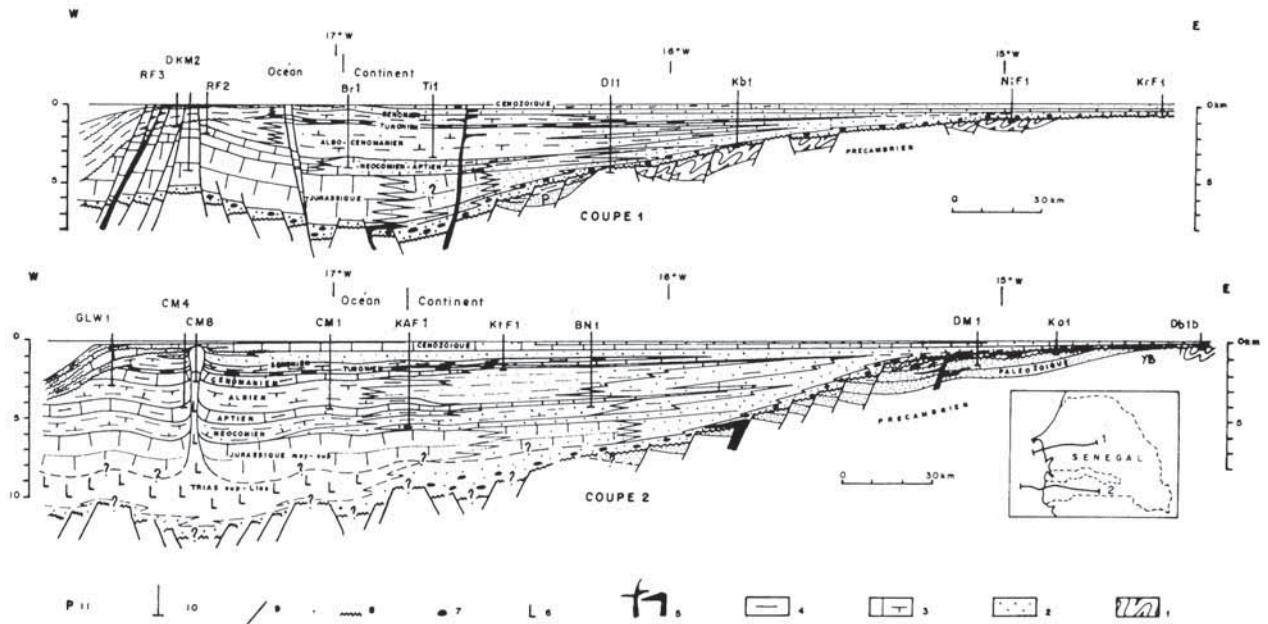 W
E
17°W
16°W
15°W
DKM2
RF3
RF2
Océan
Continent
Br1
Ti1
Dl1
Kb1
NiF1
KrF1
0
0km
CENOZOIQUE
SENONIEN
TURONIEN
ALBO-CENOMANIEN
-NEOCOMIEN-APTIEN
PRECAMBRIEN
5
5
?
JURASSIQUE
P
COUPE 1
0 30km
W
E
17°W
16°W
15°W
Océan
Continent
CM4
GLW1
CM8
CM1
KAF1
KtF1
BN1
DM1
Ko1
Db1b
0
0km
CENOZOIQUE
SENONIEN
TURONIEN
YB
CENOMANIEN
PALEOZOIQUE
ALBIEN
PRECAMBRIEN
5
APTIEN
5
NEOCOMIEN
JURASSIQUE moy-sup
1
SENEGAL
2
TRIAS sup-Lias
0 30km
10
COUPE 2
P 11 10 9 8 7 L 6 5 4 3 2 1